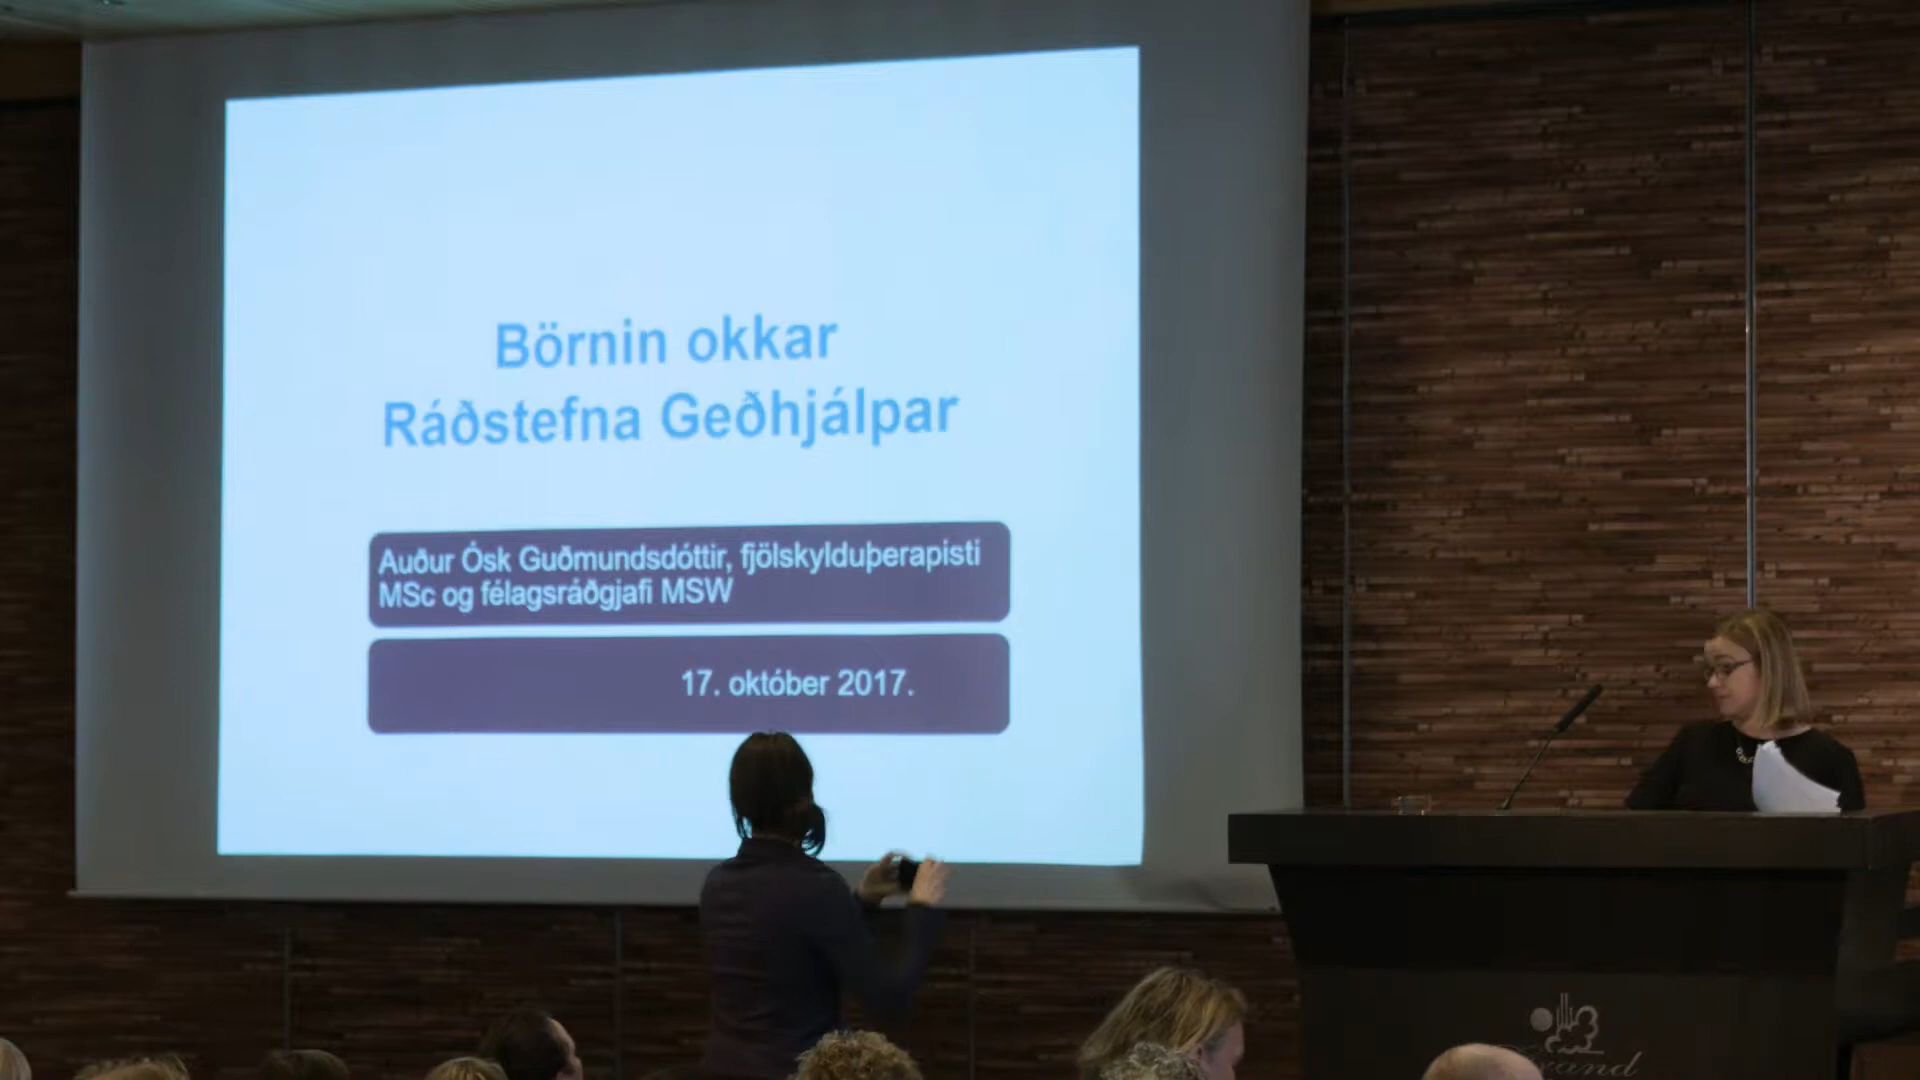 Börnin okkar
Ráðstefna Geðhjálpar
Auður Ósk Guðmundsdóttir, fjölskylduþerapisti
MSc og félagsráðgjafi MSW
17. október 2017.